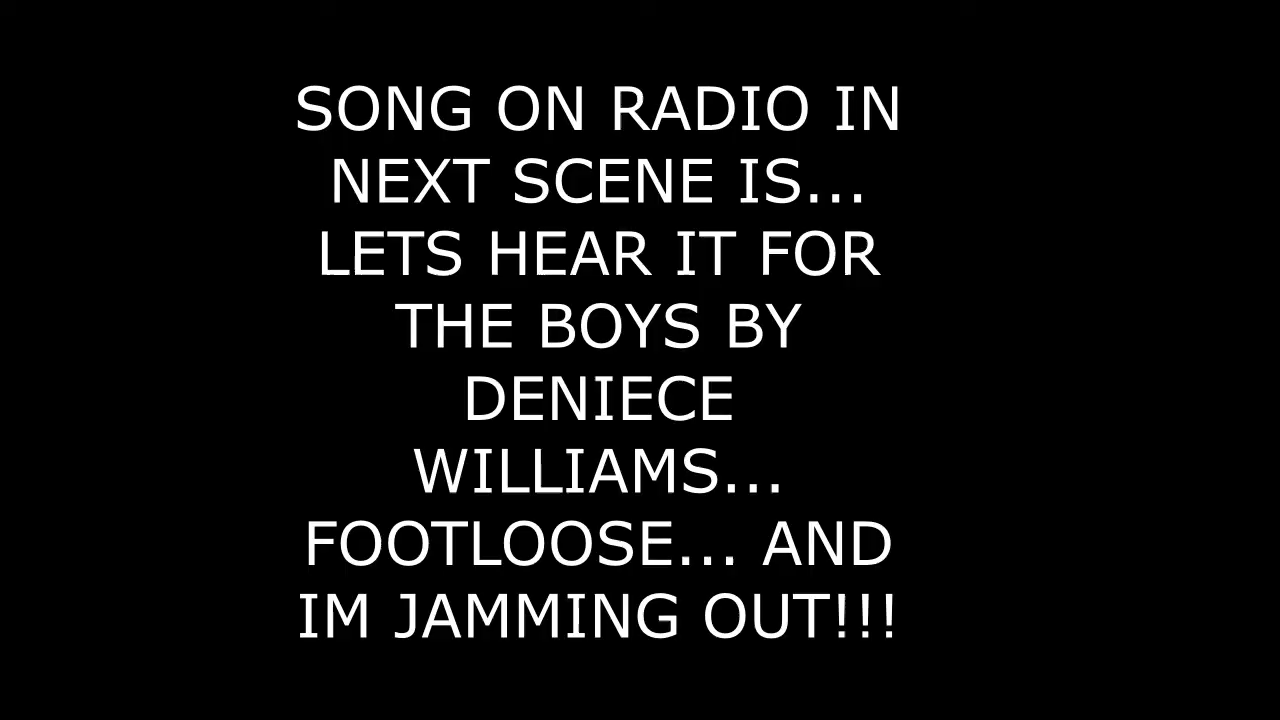 SONG ON RADIO IN
NEXT SCENE IS...
LETS HEAR IT FOR
THE BOYS BY
DENIECE
WILLIAMS...
FOOTLOOSE... AND
IM JAMMING OUT!!!